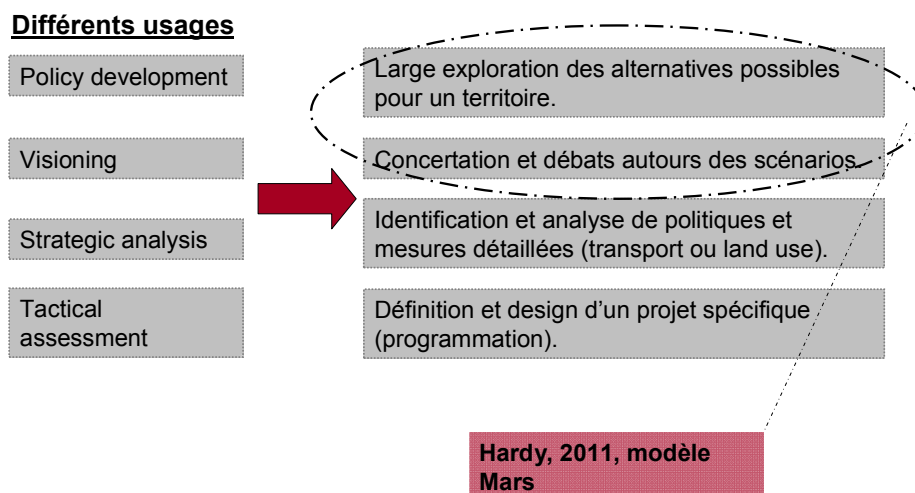 Différents usages
Policy development
Large exploration des alternatives possibles
pour un territoire.
Visioning
Concertation et débats autours des scénarios.
Strategic analysis
Identification et analyse de politiques et
mesures détaillées (transport ou land use).
Tactical
assessment
Définition et design d'un projet spécifique
(programmation).
Hardy, 2011, modèle
Mars